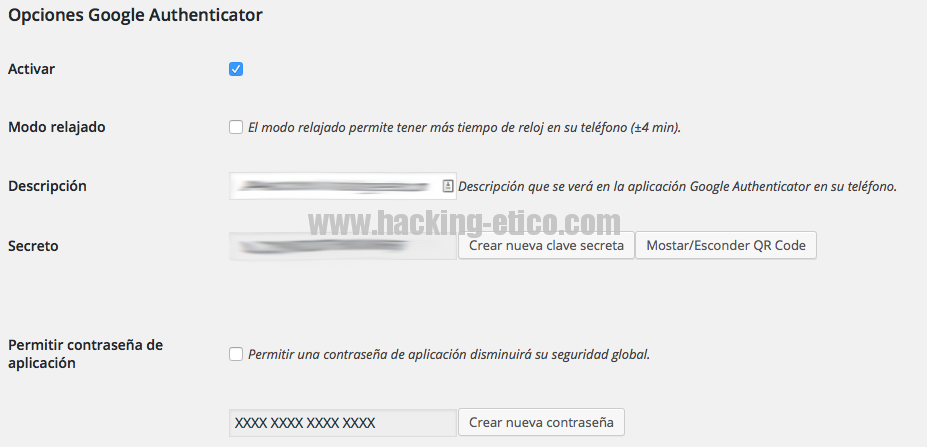 Opciones Google Authenticator
Activar
Modo relajado El modo relajado permite tener más tiempo de reloj en su teléfono (±4 min).
Descripción Descripción que se verá en la aplicación Google Authenticator en su teléfono.
www.hacking-etico.com
Secreto Crear nueva clave secreta Mostar/Esconder QR Code
Permitir contraseña de
aplicación Permitir una contraseña de aplicación disminuirá su seguridad global.
XXXX XXXX XXXX XXXX Crear nueva contraseña